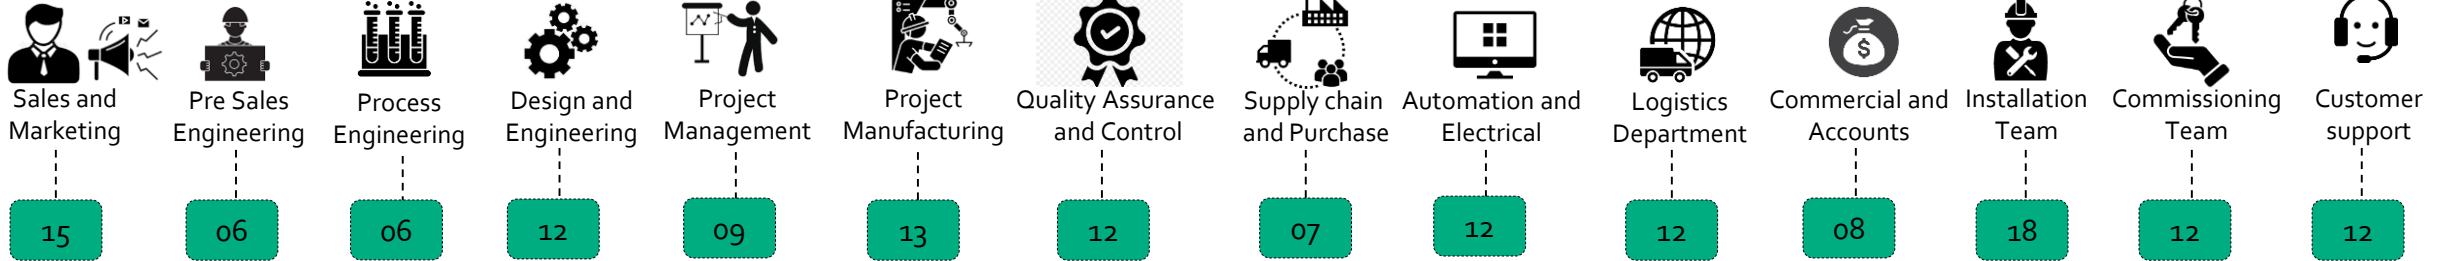 Sales and
Marketing
15
Pre Sales
Engineering
06
Process
Engineering
06
Design and
Engineering
12
Project
Management
09
Project
Manufacturing
13
Quality Assurance
and Control
12
Supply chain
and Purchase
07
Automation and
Electrical
12
Logistics
Department
12
Commercial and
Accounts
08
Installation
Team
18
Commissioning
Team
12
Customer
support
12